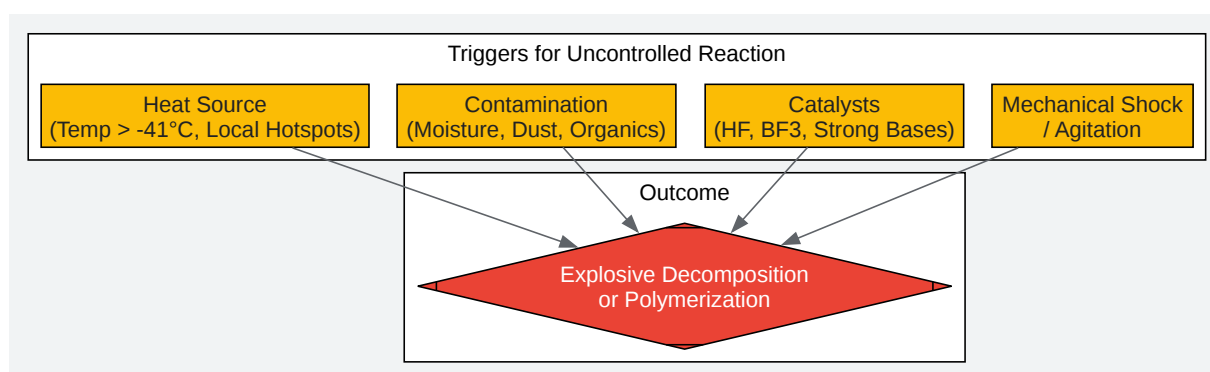 Triggers for Uncontrolled Reaction
Heat Source
(Temp > -41°C, Local Hotspots)
Contamination
(Moisture, Dust, Organics)
Catalysts
(HF, BF3, Strong Bases)
Mechanical Shock
/ Agitation
Outcome
Explosive Decomposition
or Polymerization